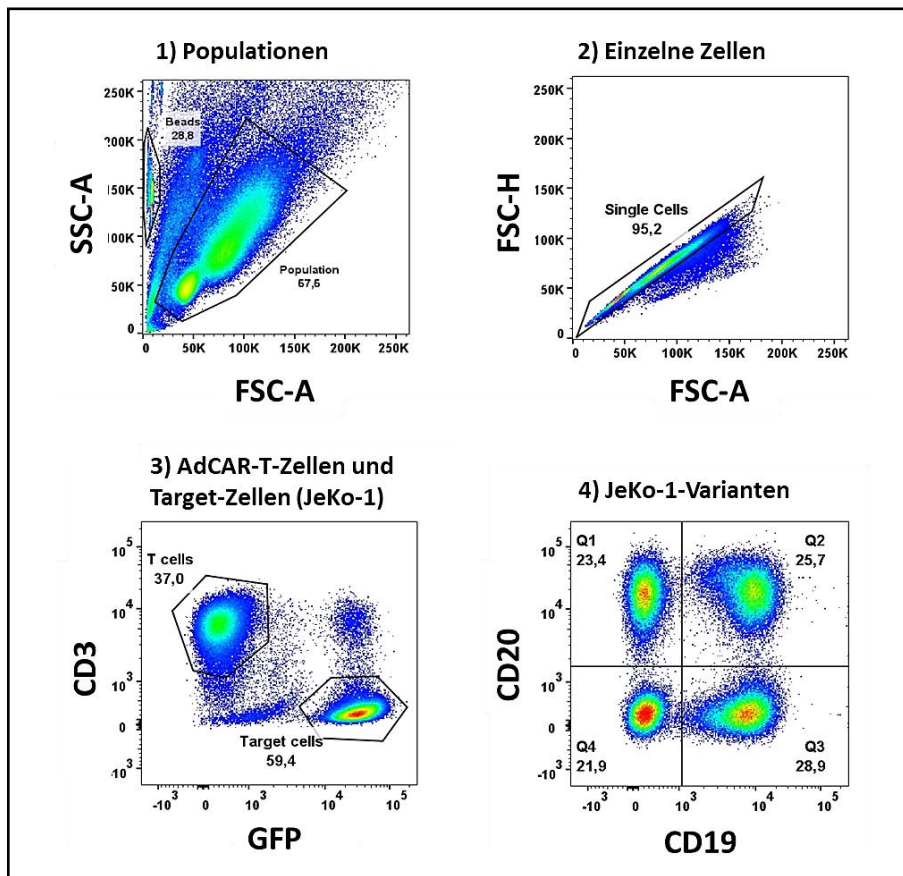 1) Populationen
250K
200K
150K
100K
50K
0
SSC-A
Beads
28,8
Population
57,5
0 50K 100K 150K 200K 250K
FSC-A
2) Einzelne Zellen
250K
200K
150K
100K
50K
0
FSC-H
Single Cells
95,2
0 50K 100K 150K 200K 250K
FSC-A
3) AdCAR-T-Zellen und
Target-Zellen (JeKo-1)
10^5
10^4
10^3
0
-10^3
CD3
T cells
37,0
Target cells
59,4
-10^3 0 10^3 10^4 10^5
GFP
4) JeKo-1-Varianten
10^5
10^4
10^3
0
-10^3
CD20
Q1
23,4
Q2
25,7
Q4
21,9
Q3
28,9
-10^3 0 10^3 10^4 10^5
CD19